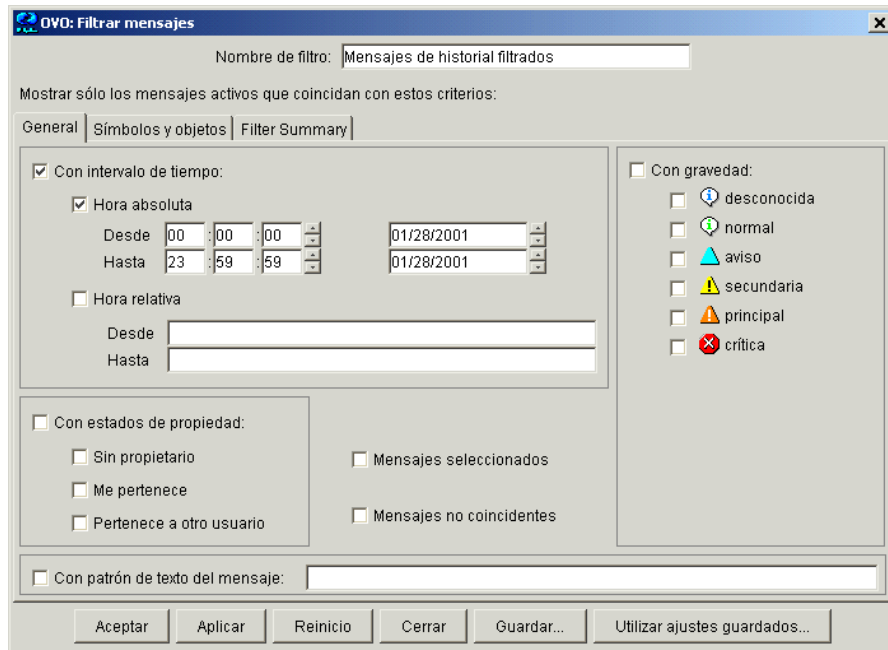 OVO: Filtrar mensajes
Nombre de filtro: Mensajes de historial filtrados
Mostrar sólo los mensajes activos que coincidan con estos criterios:
General Símbolos y objetos Filter Summary
Con intervalo de tiempo:
Hora absoluta
Desde 00 :00 :00 01/28/2001
Hasta 23 :59 :59 01/28/2001
Hora relativa
Desde
Hasta
Con gravedad:
desconocida
normal
aviso
secundaria
principal
crítica
Con estados de propiedad:
Sin propietario
Me pertenece
Pertenece a otro usuario
Mensajes seleccionados
Mensajes no coincidentes
Con patrón de texto del mensaje:
Aceptar Aplicar Reinicio Cerrar Guardar... Utilizar ajustes guardados...